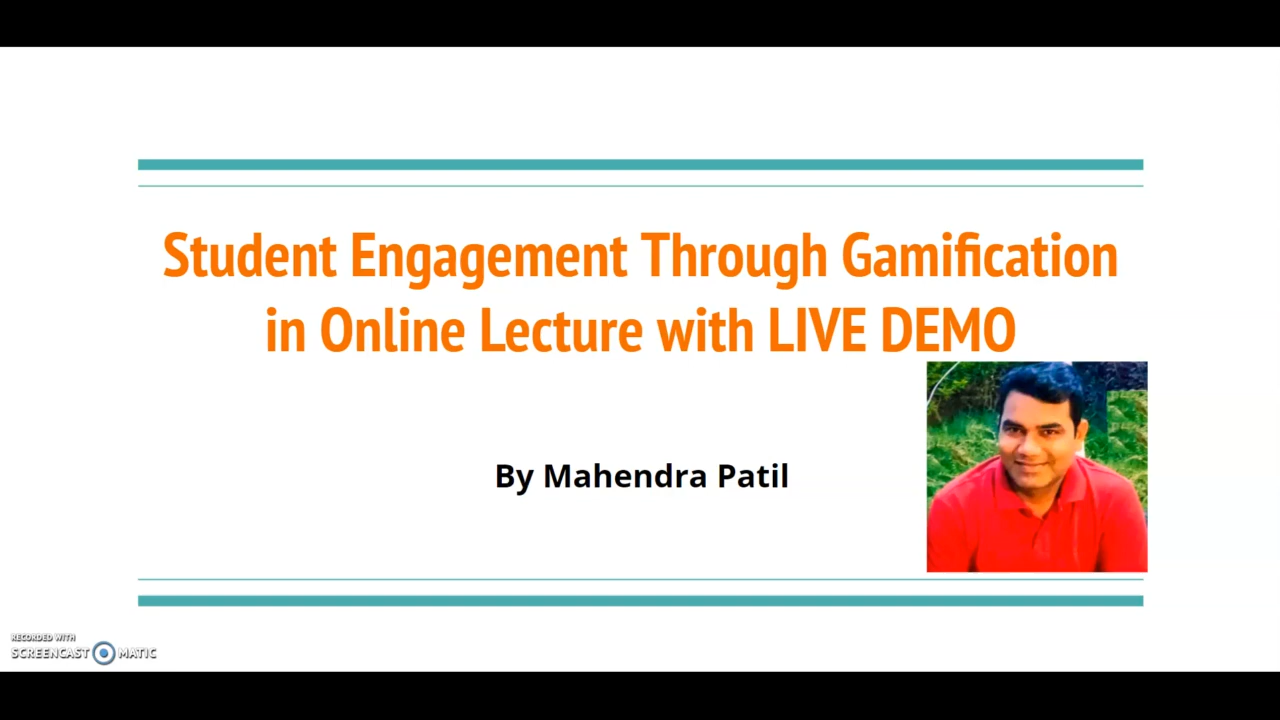 Student Engagement Through Gamification
in Online Lecture with LIVE DEMO
By Mahendra Patil
RECORDED WITH
SCREENCAST MATIC